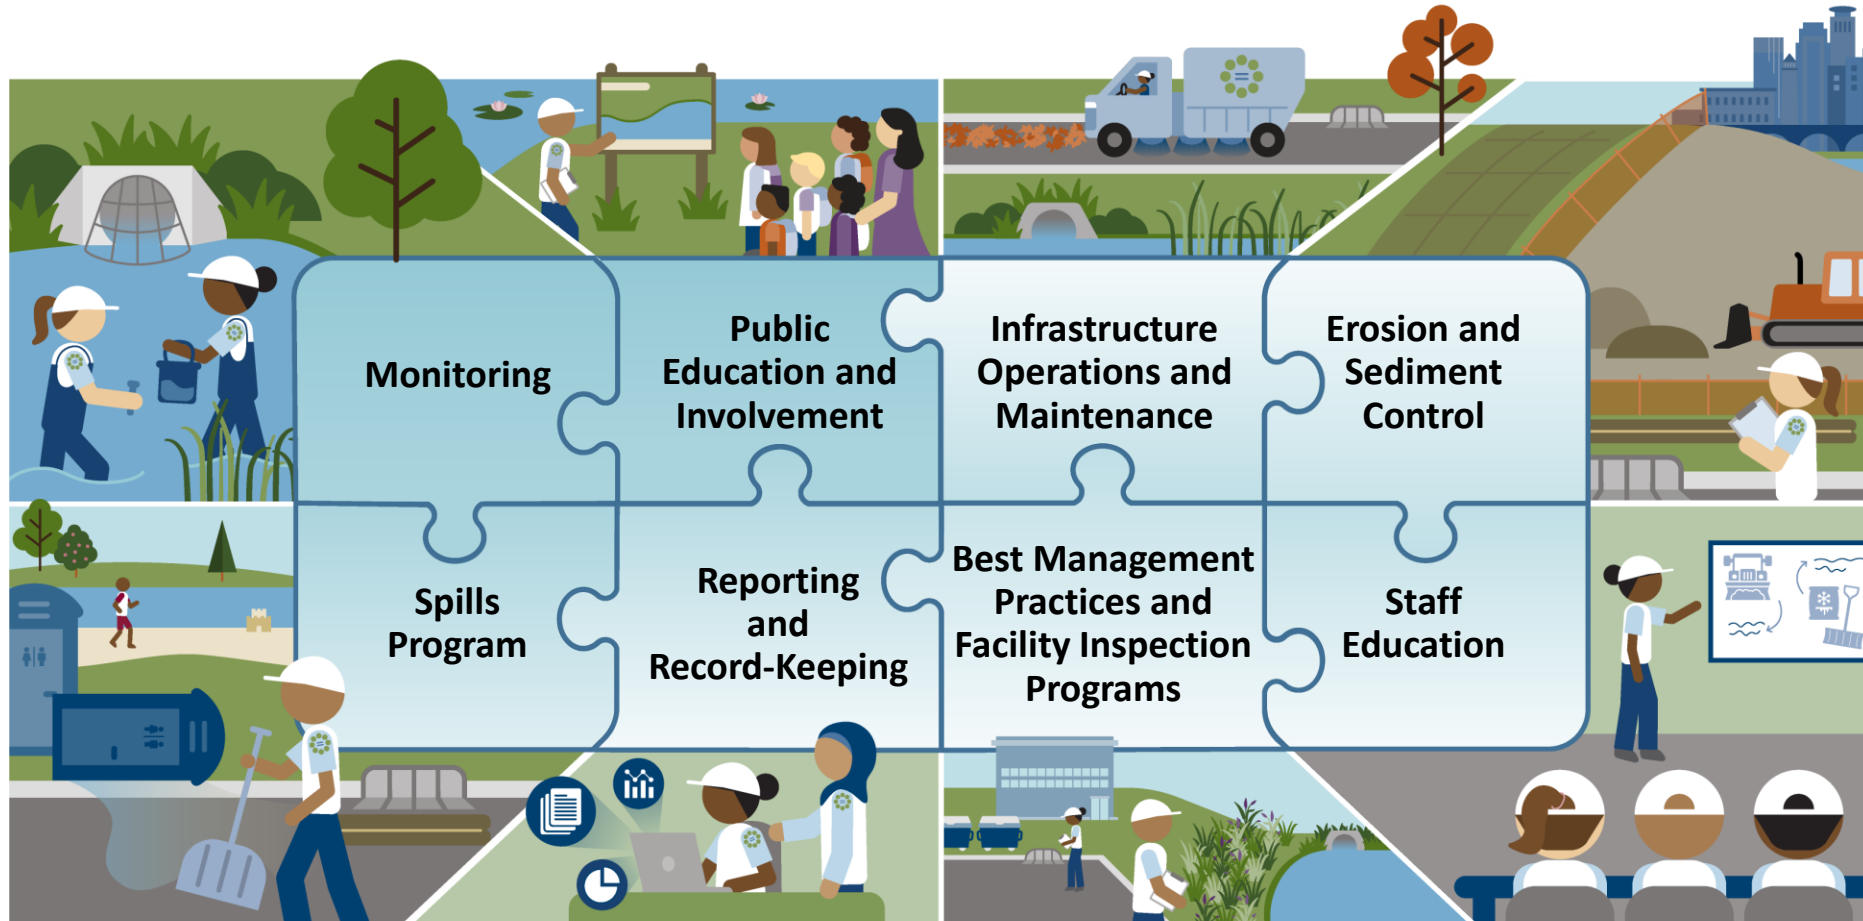 Monitoring
Public
Education and
Involvement
Infrastructure
Operations and
Maintenance
Erosion and
Sediment
Control
Spills
Program
Reporting
and
Record-Keeping
Best Management
Practices and
Facility Inspection
Programs
Staff
Education